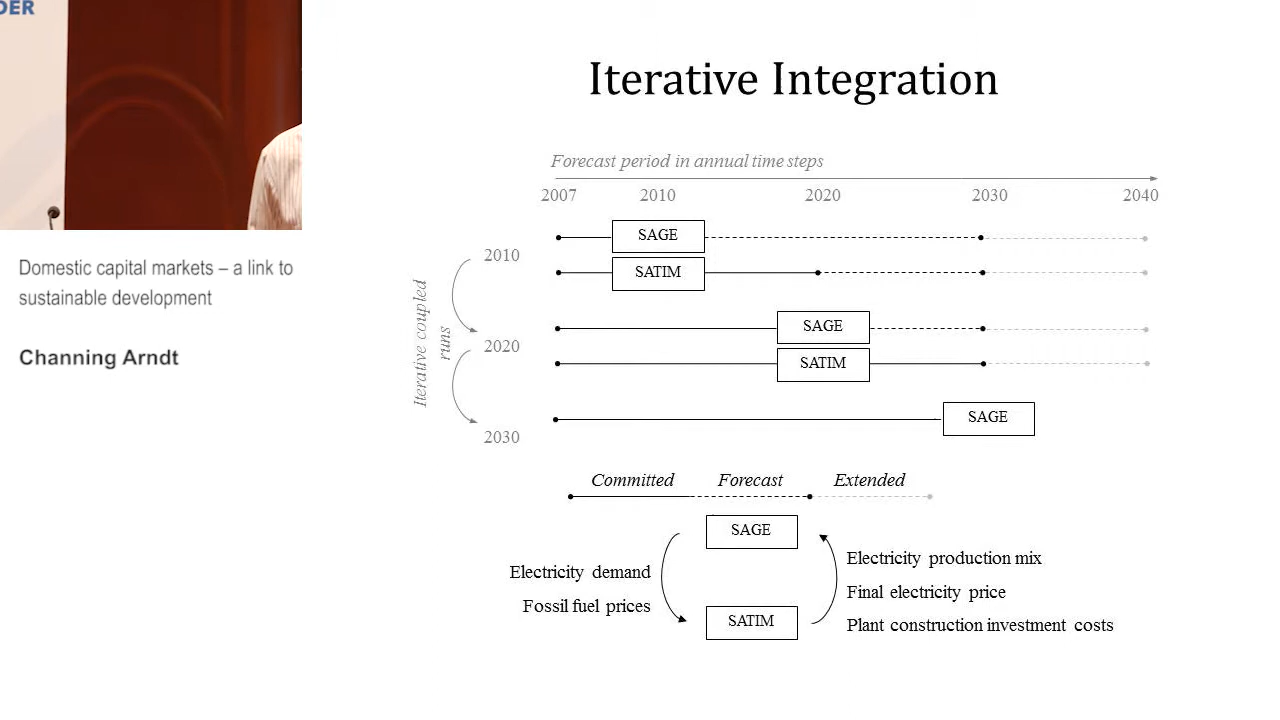 DER
Domestic capital markets – a link to
sustainable development
Channing Arndt
Iterative Integration
Forecast period in annual time steps
2007 2010 2020 2030 2040
SAGE
2010
SATIM
Iterative coupled
runs
SAGE
2020
SATIM
SAGE
2030
Committed Forecast Extended
SAGE
Electricity demand
Fossil fuel prices
Electricity production mix
Final electricity price
Plant construction investment costs
SATIM